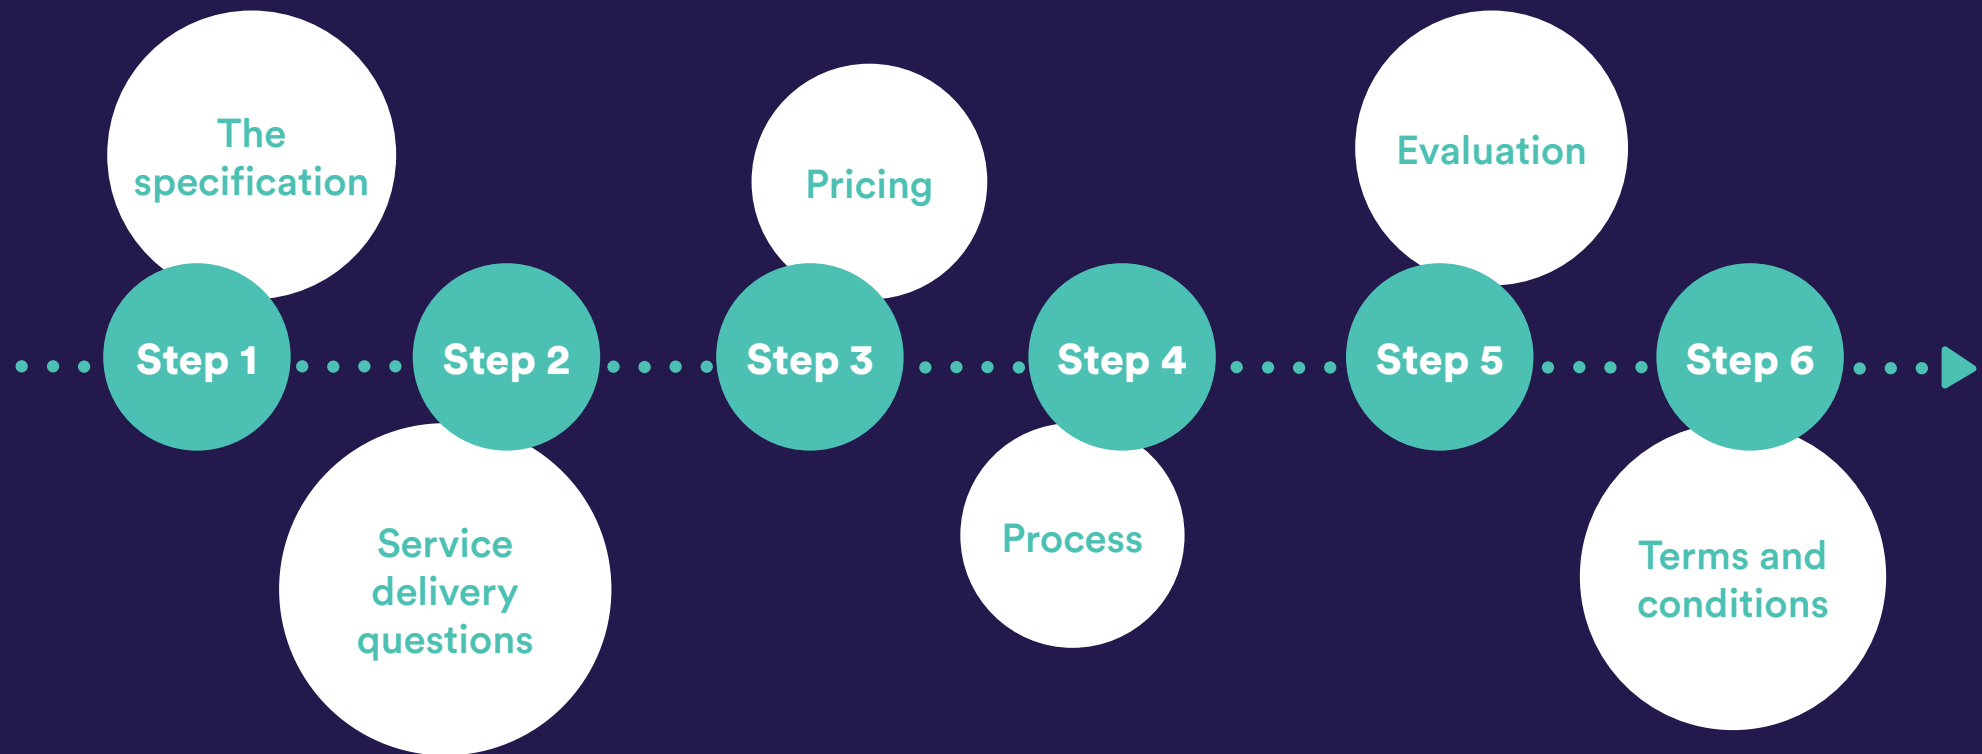 The
specification
Step 1
Service
delivery
questions
Step 2
Pricing
Step 3
Process
Step 4
Evaluation
Step 5
Terms and
conditions
Step 6